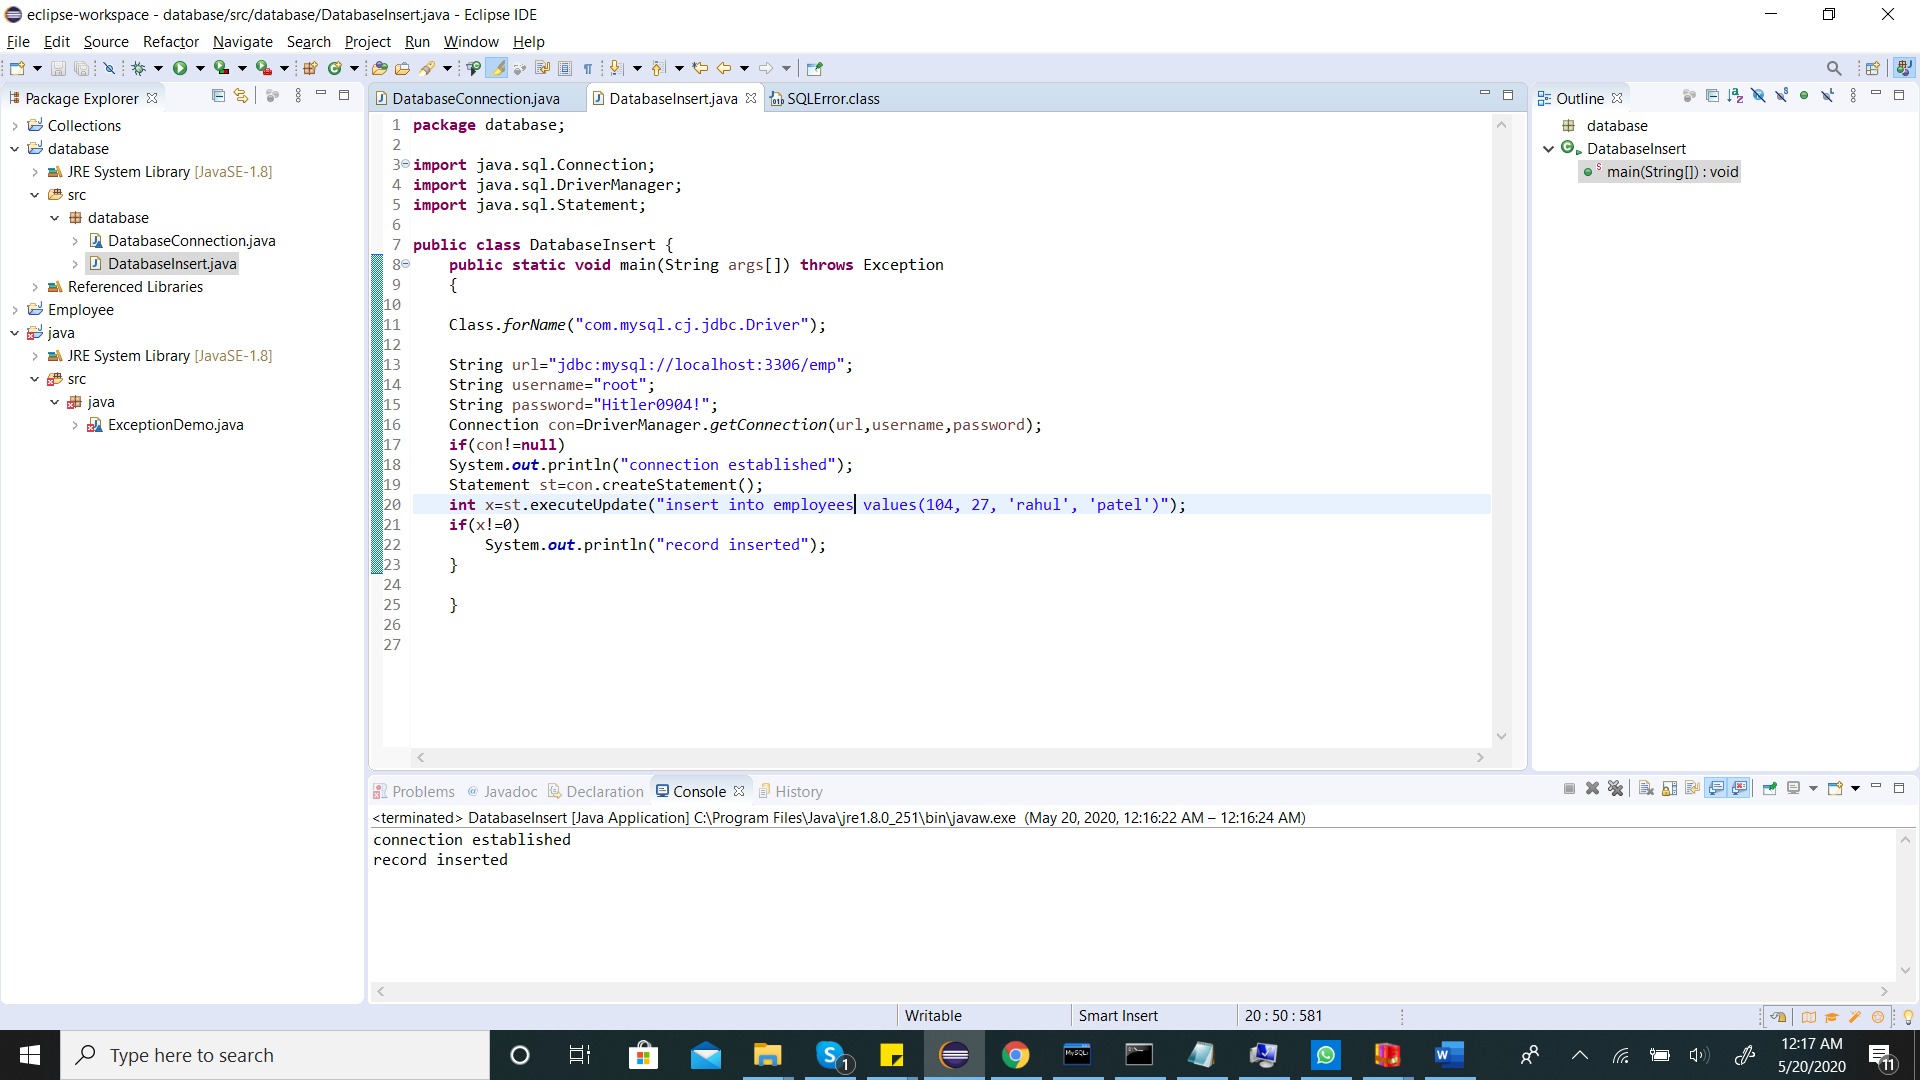 eclipse-workspace - database/src/database/DatabaseInsert.java - Eclipse IDE
File Edit Source Refactor Navigate Search Project Run Window Help
Package Explorer
Collections
database
JRE System Library [JavaSE-1.8]
src
database
DatabaseConnection.java
DatabaseInsert.java
Referenced Libraries
Employee
java
JRE System Library [JavaSE-1.8]
src
java
ExceptionDemo.java
DatabaseConnection.java DatabaseInsert.java SQLError.class
1 package database;
2
3 import java.sql.Connection;
4 import java.sql.DriverManager;
5 import java.sql.Statement;
6
7 public class DatabaseInsert {
8 public static void main(String args[]) throws Exception
9 {
10
11 Class.forName("com.mysql.cj.jdbc.Driver");
12
13 String url="jdbc:mysql://localhost:3306/emp";
14 String username="root";
15 String password="Hitler0904!";
16 Connection con=DriverManager.getConnection(url,username,password);
17 if(con!=null)
18 System.out.println("connection established");
19 Statement st=con.createStatement();
20 int x=st.executeUpdate("insert into employees values(104, 27, 'rahul', 'patel')");
21 if(x!=0)
22 System.out.println("record inserted");
23 }
24
25 }
26
27
Outline
database
DatabaseInsert
main(String[]) : void
Problems Javadoc Declaration Console History
<terminated> DatabaseInsert [Java Application] C:\Program Files\Java\jre1.8.0_251\bin\javaw.exe (May 20, 2020, 12:16:22 AM – 12:16:24 AM)
connection established
record inserted
Writable Smart Insert 20 : 50 : 581
Type here to search
12:17 AM
5/20/2020